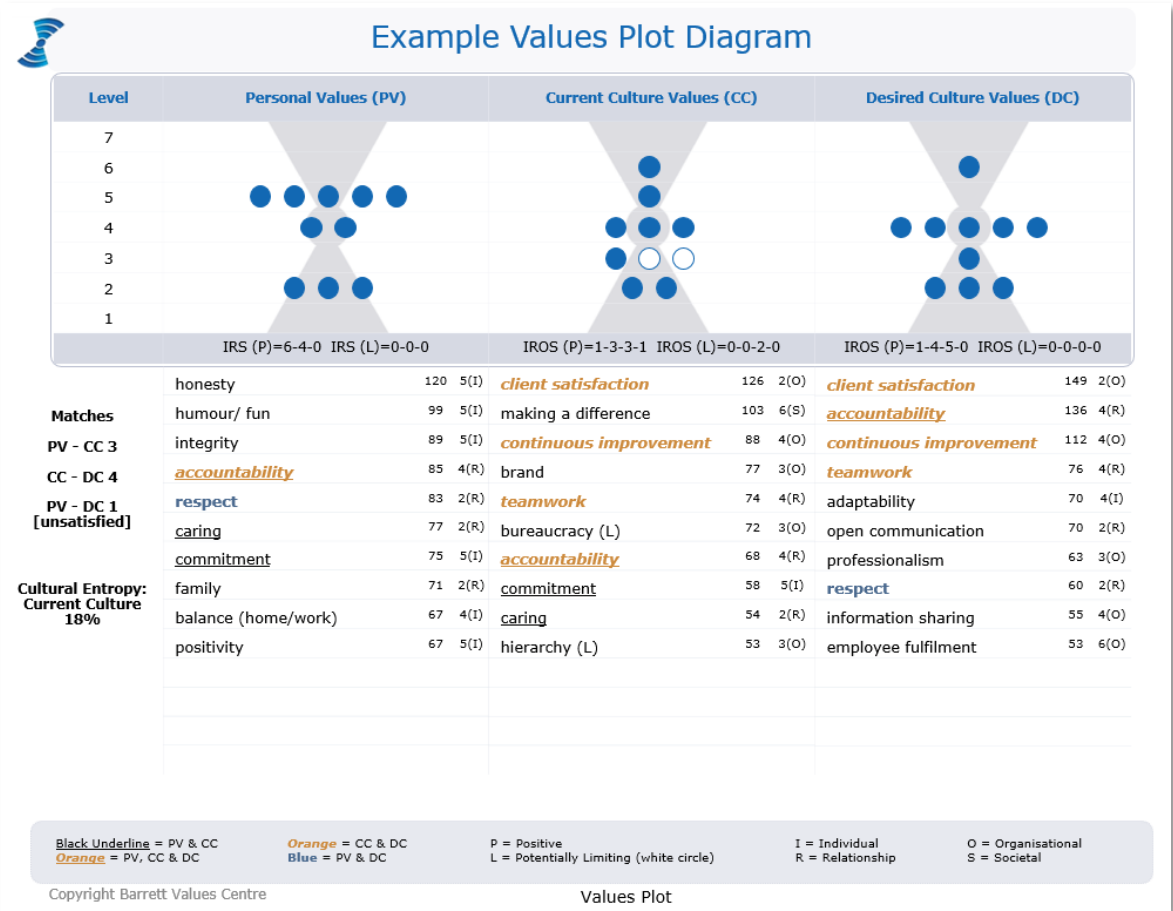 Example Values Plot Diagram
Level Personal Values (PV) Current Culture Values (CC) Desired Culture Values (DC)
7
6
5
4
3
2
1
IRS (P)=6-4-0 IRS (L)=0-0-0 IROS (P)=1-3-3-1 IROS (L)=0-0-2-0 IROS (P)=1-4-5-0 IROS (L)=0-0-0-0
Matches
PV - CC 3
CC - DC 4
PV - DC 1
[unsatisfied]
Cultural Entropy:
Current Culture
18%
honesty 120 5(I)
humour/ fun 99 5(I)
integrity 89 5(I)
accountability 85 4(R)
respect 83 2(R)
caring 77 2(R)
commitment 75 5(I)
family 71 2(R)
balance (home/work) 67 4(I)
positivity 67 5(I)
client satisfaction 126 2(O)
making a difference 103 6(S)
continuous improvement 88 4(O)
brand 77 3(O)
teamwork 74 4(R)
bureaucracy (L) 72 3(O)
accountability 68 4(R)
commitment 58 5(I)
caring 54 2(R)
hierarchy (L) 53 3(O)
client satisfaction 149 2(O)
accountability 136 4(R)
continuous improvement 112 4(O)
teamwork 76 4(R)
adaptability 70 4(I)
open communication 70 2(R)
professionalism 63 3(O)
respect 60 2(R)
information sharing 55 4(O)
employee fulfilment 53 6(O)
Black Underline = PV & CC
Orange = PV, CC & DC
Orange = CC & DC
Blue = PV & DC
P = Positive
L = Potentially Limiting (white circle)
I = Individual
R = Relationship
O = Organisational
S = Societal
Copyright Barrett Values Centre
Values Plot